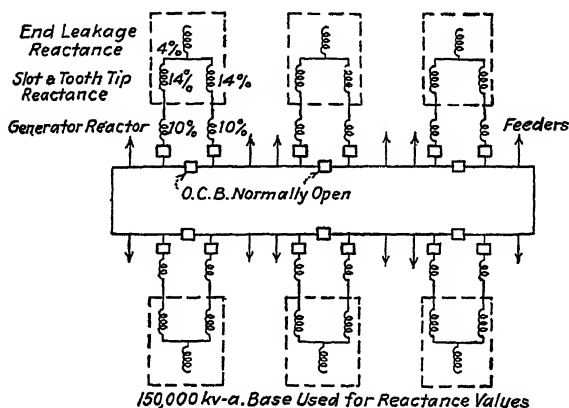 End Leakage
Reactance
4%
Slot & Tooth Tip
Reactance
14%
14%
Generator Reactor
10%
10%
Feeders
O.C.B. Normally Open
150,000 kv-a. Base Used for Reactance Values